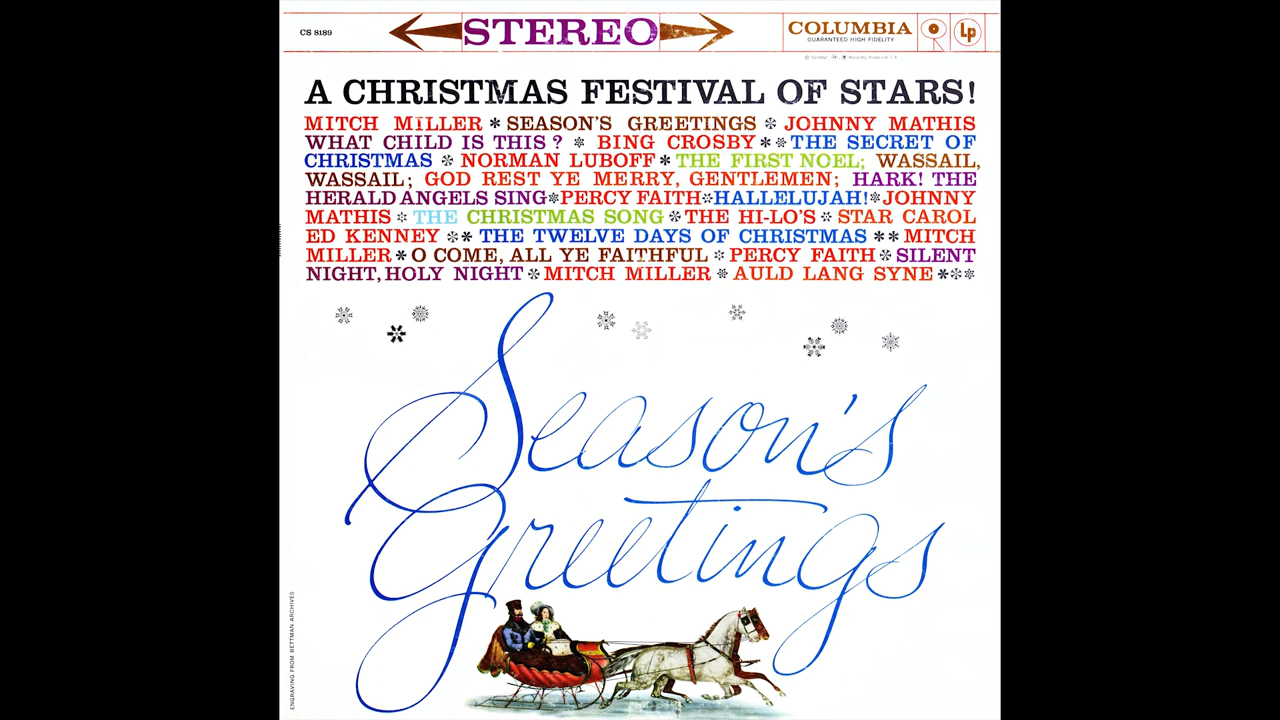 CS 8189
STEREO
COLUMBIA
GUARANTEED HIGH FIDELITY
Lp
A CHRISTMAS FESTIVAL OF STARS!
MITCH MILLER * SEASON'S GREETINGS * JOHNNY MATHIS
WHAT CHILD IS THIS? * BING CROSBY ** THE SECRET OF
CHRISTMAS * NORMAN LUBOFF * THE FIRST NOEL; WASSAIL,
WASSAIL; GOD REST YE MERRY, GENTLEMEN; HARK! THE
HERALD ANGELS SING * PERCY FAITH * HALLELUJAH! * JOHNNY
MATHIS * THE CHRISTMAS SONG * THE HI-LO'S * STAR CAROL
ED KENNEY ** THE TWELVE DAYS OF CHRISTMAS ** MITCH
MILLER * O COME, ALL YE FAITHFUL * PERCY FAITH * SILENT
NIGHT, HOLY NIGHT * MITCH MILLER * AULD LANG SYNE ***
Season's
Greetings
ENGRAVING FROM BETTMAN ARCHIVES